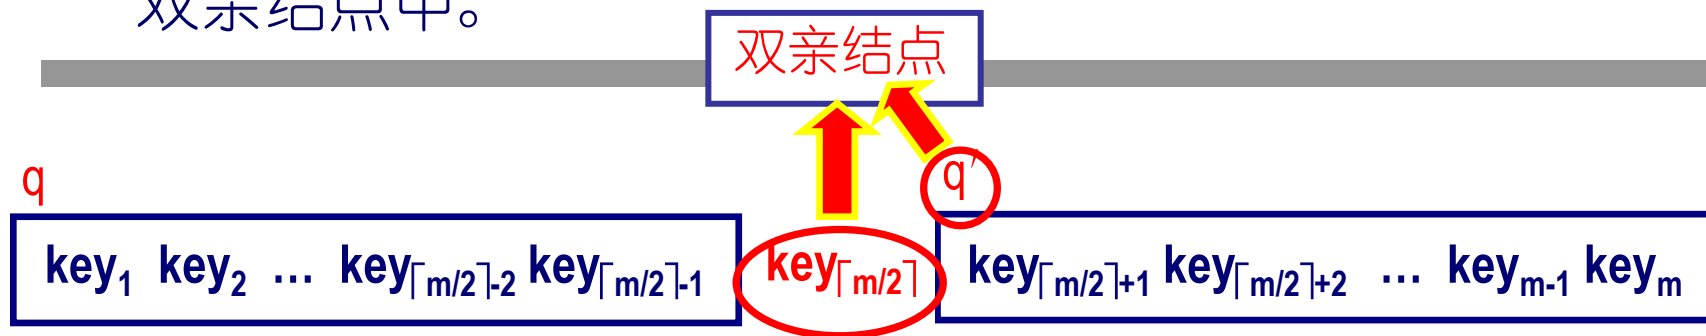 双亲结点中。
双亲结点
q q′
key⌈m/2⌉
key1 key2 … key⌈m/2⌉-2 key⌈m/2⌉-1 key⌈m/2⌉+1 key⌈m/2⌉+2 … keym-1 keym